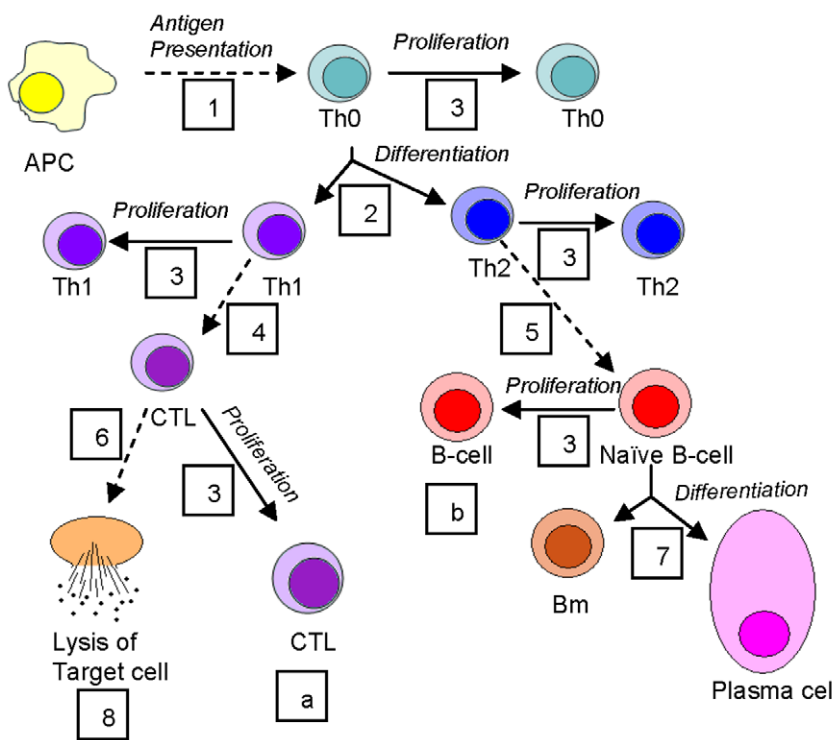 Antigen
Presentation
Proliferation
1
3
Th0
Th0
APC
Differentiation
2
Proliferation
Proliferation
3
3
Th1
Th1
Th2
Th2
4
5
CTL
6
Proliferation
3
Proliferation
3
B-cell
Naïve B-cell
b
Differentiation
7
Bm
Lysis of
Target cell
8
CTL
a
Plasma cel